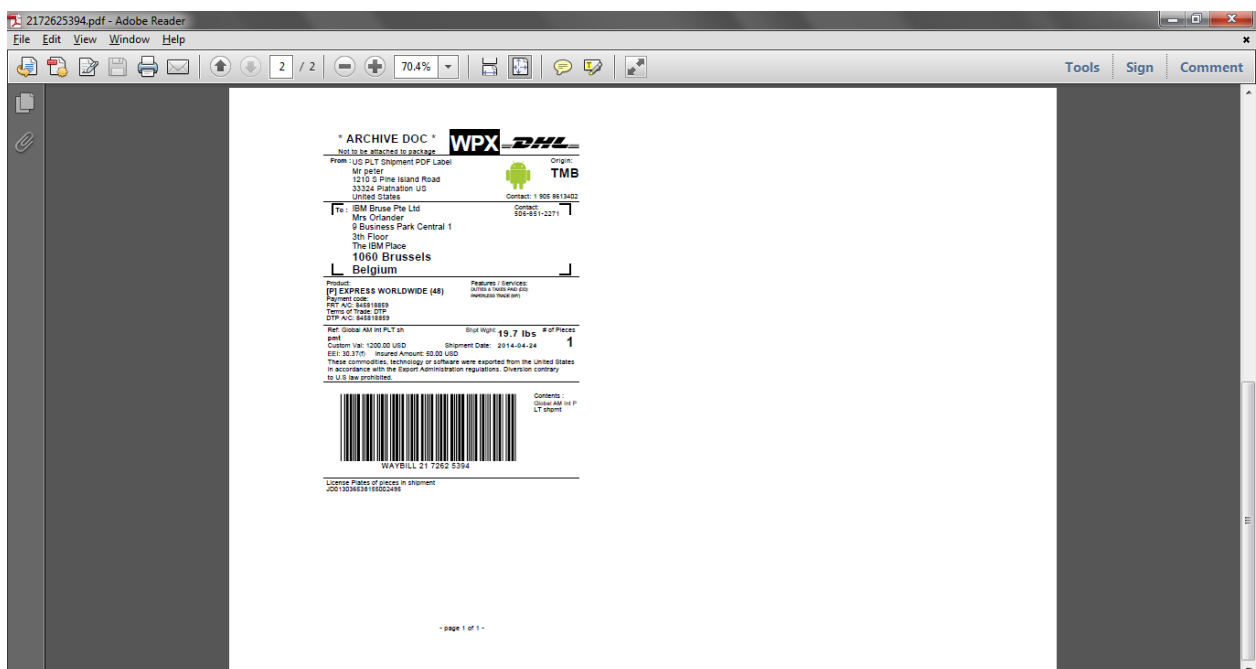 2172625394.pdf - Adobe Reader
File Edit View Window Help
2 / 2 70.4% Tools Sign Comment
* ARCHIVE DOC *
Not to be attached to package
WPX DHL
From : US PLT Shipment PDF Label
Mr peter
1210 S Pine Island Road
33324 Platnation US
United States
Origin:
TMB
Contact: 1 905 8613402
To : IBM Bruse Pte Ltd
Mrs Orlander
9 Business Park Central 1
3th Floor
The IBM Place
1060 Brussels
Belgium
Contact:
506-851-2271
Product:
[P] EXPRESS WORLDWIDE (48)
Payment code:
FRT A/C: 845818859
Terms of Trade: DTP
DTP A/C: 845818859
Features / Services:
DUTIES & TAXES PAID (DD)
PAPERLESS TRADE (WY)
Ref: Global AM Int PLT sh
pmt
Shpt Wght: 19.7 lbs # of Pieces
1
Custom Val: 1200.00 USD Shipment Date: 2014-04-24
EEI: 30.37(f) Insured Amount: 50.00 USD
These commodities, technology or software were exported from the United States
in accordance with the Export Administration regulations. Diversion contrary
to U.S law prohibited.
Contents :
Global AM Int P
LT shpmt
WAYBILL 21 7262 5394
License Plates of pieces in shipment
JD013036538155002495
- page 1 of 1 -